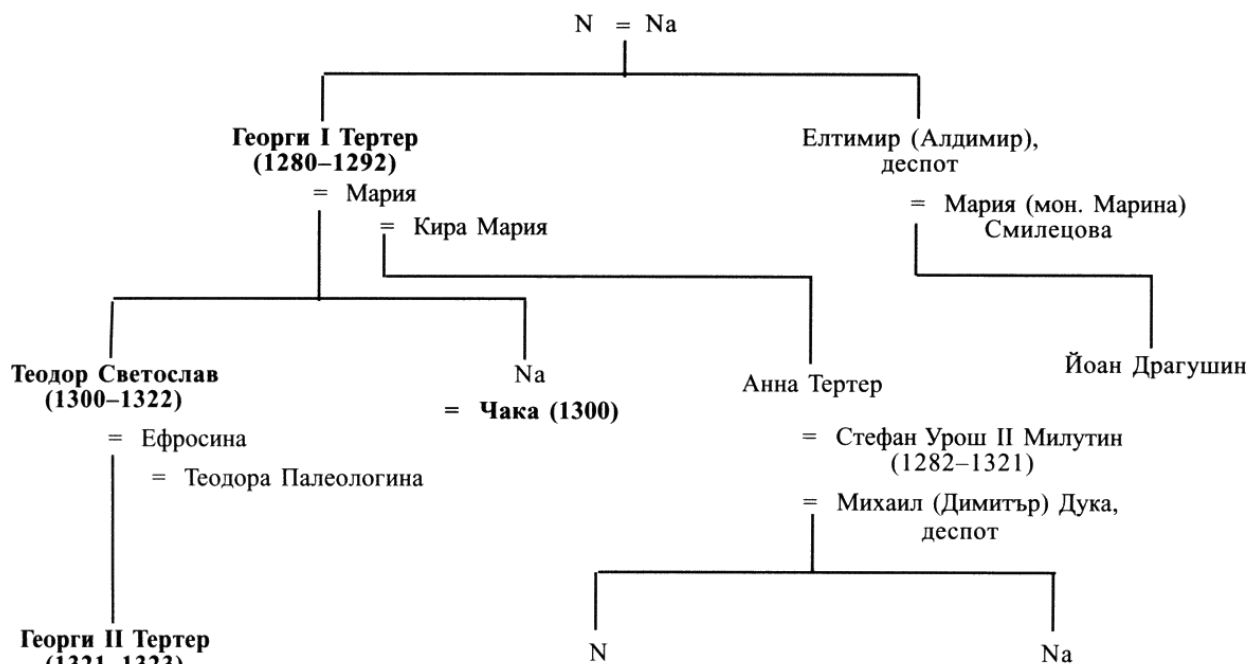 N = Na
Георги I Тертер
(1280–1292)
Елтимир (Алдимир),
деспот
= Мария
= Кира Мария
= Мария (мон. Марина)
Смилецова
Теодор Светослав
(1300–1322)
Na
= Чака (1300)
Анна Тертер
Йоан Драгушин
= Ефросина
= Теодора Палеологина
= Стефан Урош II Милутин
(1282–1321)
= Михаил (Димитър) Дука,
деспот
Георги II Тертер
(1321–1323)
N
Na